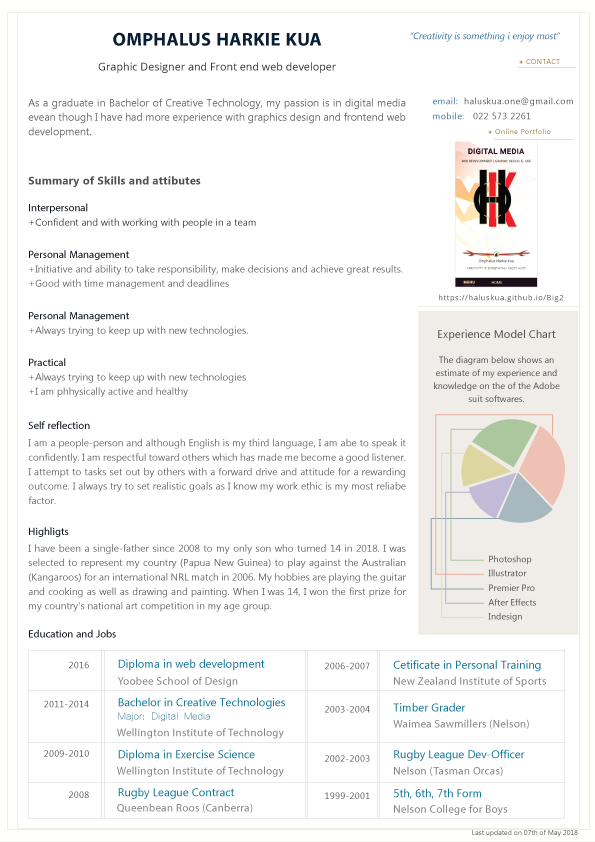 OMPHALUS HARKIE KUA
Graphic Designer and Front end web developer
"Creativity is something i enjoy most"
+ CONTACT
email: haluskua.one@gmail.com
mobile: 022 573 2261
+ Online Portfolio
DIGITAL MEDIA
WEB DEVELOPMENT | GRAPHIC DESIGN &
Omphalus Harkie Kua
MENU
HOME
https://haluskua.github.io/Big2
As a graduate in Bachelor of Creative Technology, my passion is in digital media
evean though I have had more experience with graphics design and frontend web
development.
Summary of Skills and attibutes
Interpersonal
+Confident and with working with people in a team
Personal Management
+Initiative and ability to take responsibility, make decisions and achieve great results.
+Good with time management and deadlines
Personal Management
+Always trying to keep up with new technologies.
Practical
+Always trying to keep up with new technologies
+I am phhysically active and healthy
Self reflection
I am a people-person and although English is my third language, I am abe to speak it
confidently. I am respectful toward others which has made me become a good listener.
I attempt to tasks set out by others with a forward drive and attitude for a rewarding
outcome. I always try to set realistic goals as I know my work ethic is my most reliabe
factor.
Highligts
I have been a single-father since 2008 to my only son who turned 14 in 2018. I was
selected to represent my country (Papua New Guinea) to play against the Australian
(Kangaroos) for an international NRL match in 2006. My hobbies are playing the guitar
and cooking as well as drawing and painting. When I was 14, I won the first prize for
my country's national art competition in my age group.
Experience Model Chart
The diagram below shows an
estimate of my experience and
knowledge on the of the Adobe
suit softwares.
Photoshop
Illustrator
Premier Pro
After Effects
Indesign
Education and Jobs
2016
Diploma in web development
Yoobee School of Design
2011-2014
Bachelor in Creative Technologies
Major: Digital Media
Wellington Institute of Technology
2009-2010
Diploma in Exercise Science
Wellington Institute of Technology
2008
Rugby League Contract
Queenbean Roos (Canberra)
2006-2007
Cetificate in Personal Training
New Zealand Institute of Sports
2003-2004
Timber Grader
Waimea Sawmillers (Nelson)
2002-2003
Rugby League Dev-Officer
Nelson (Tasman Orcas)
1999-2001
5th, 6th, 7th Form
Nelson College for Boys
Last updated on 07th of May 2018